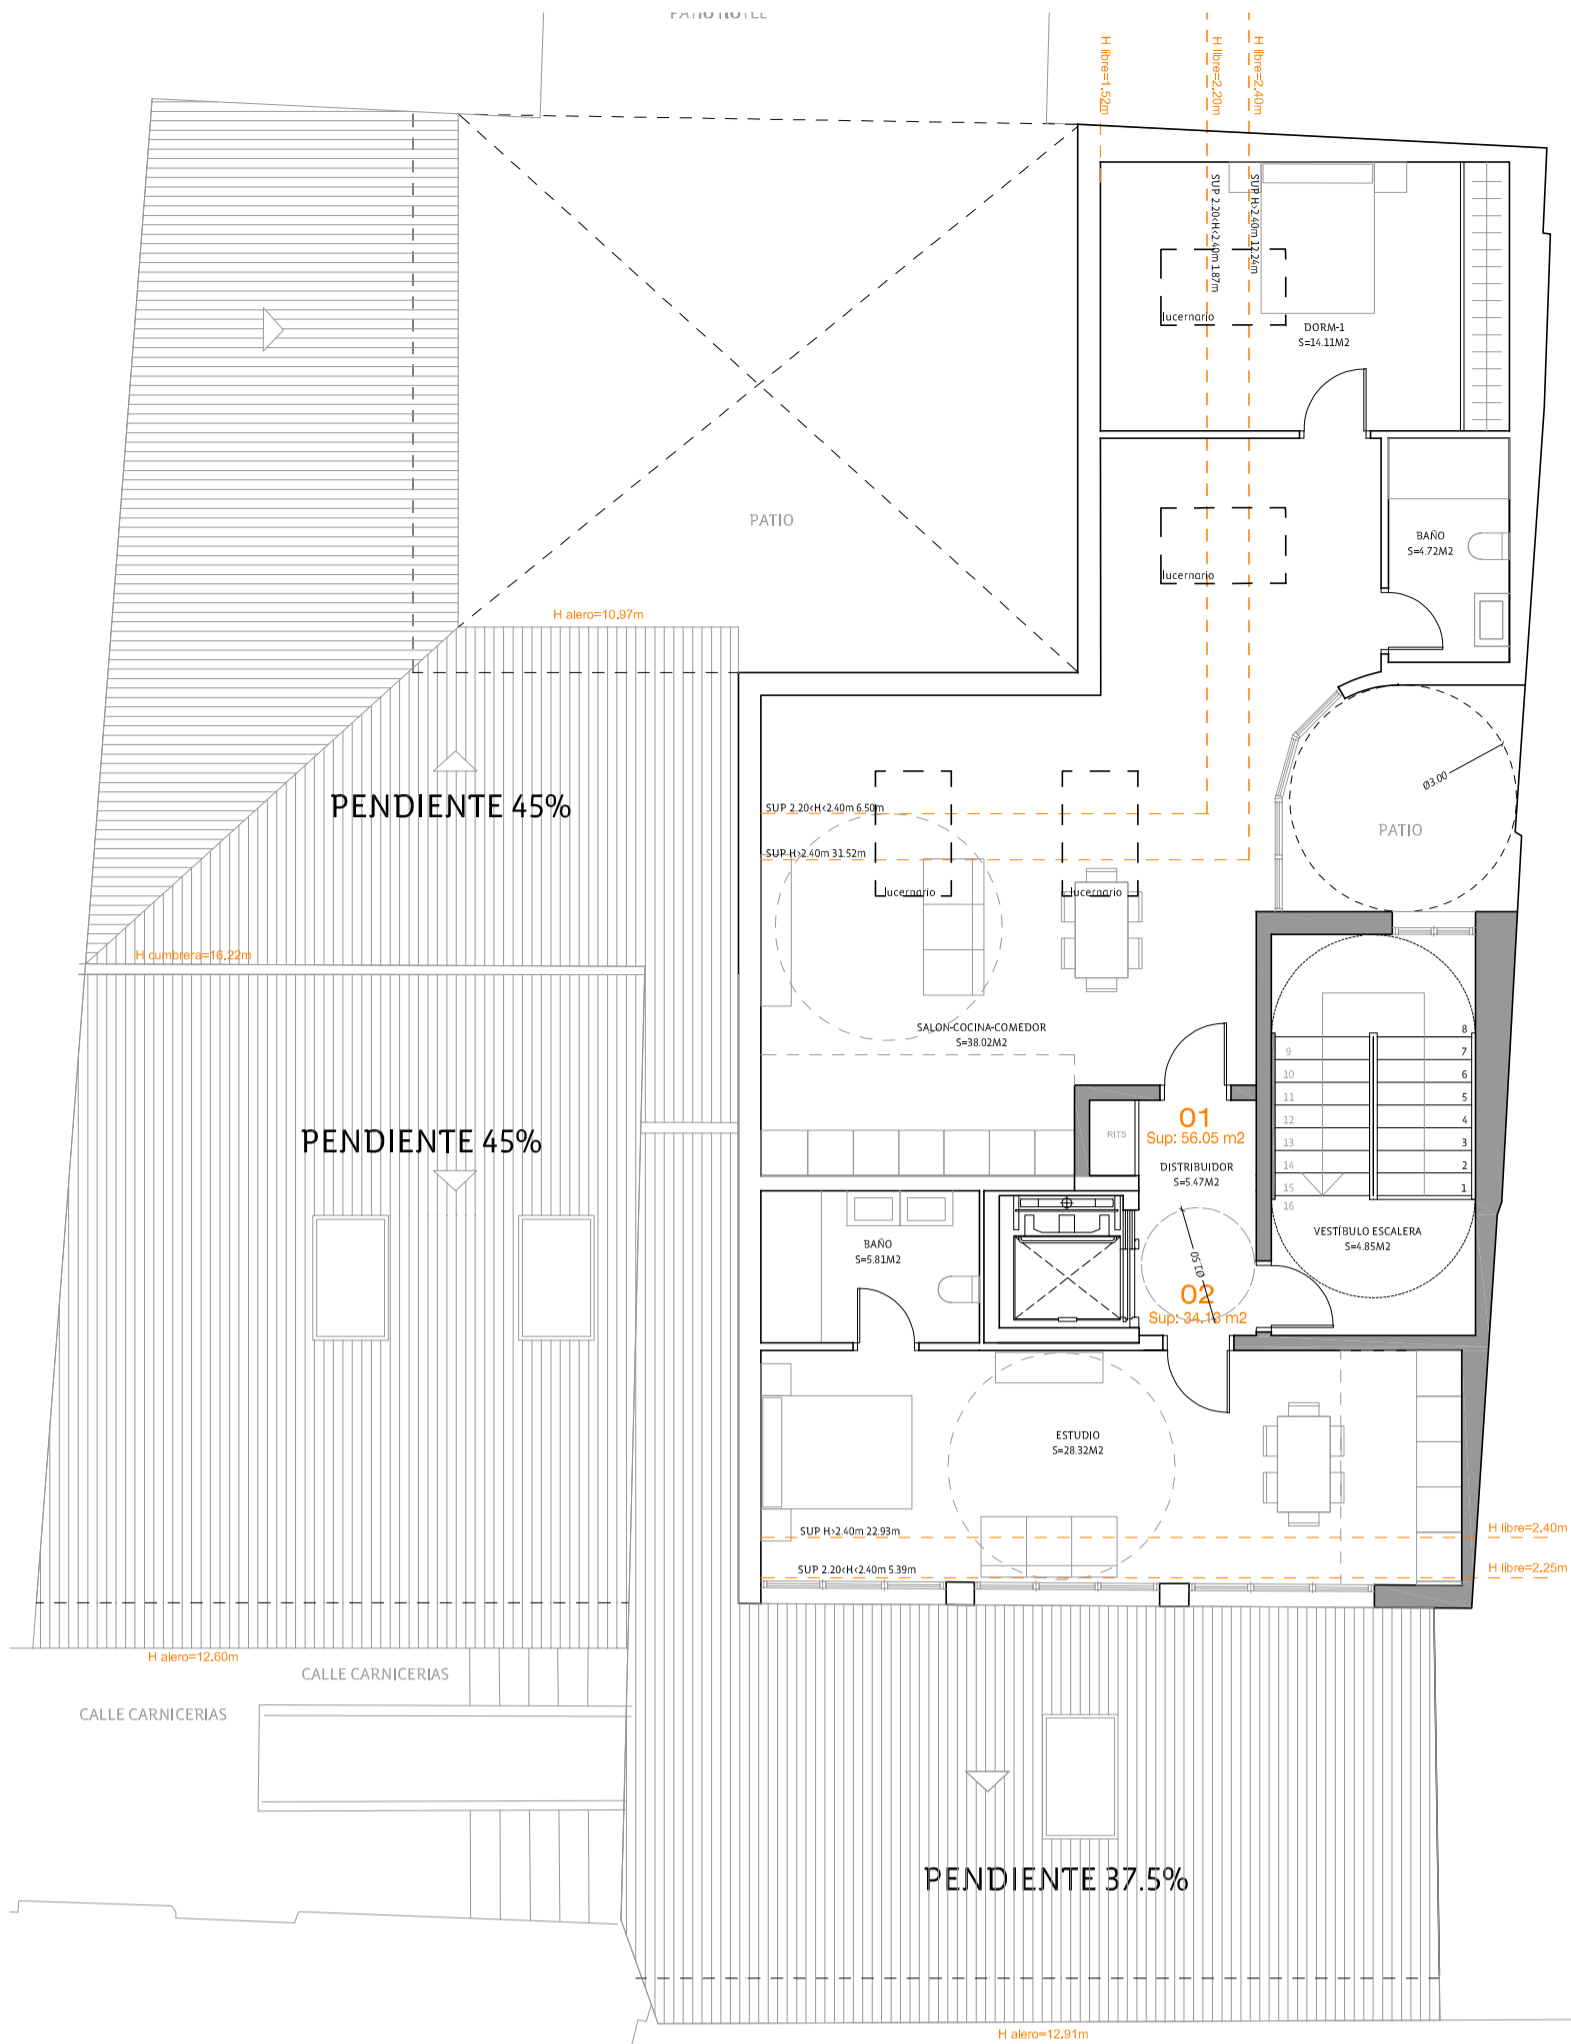 PATIO HOTEL
H libre=1.52m
H libre=2.20m
H libre=2.40m
SUP 2.20<H<2.40m 1.87m
SUP H>2.40m 12.24m
lucernario
DORM-1
S=14.11M2
PATIO
BAÑO
S=4.72M2
lucernario
H alero=10.97m
PENDIENTE 45%
SUP 2.20<H<2.40m 6.50m
SUP H>2.40m 31.52m
lucernario
lucernario
Ø3.00
PATIO
H cumbrera=16.22m
SALON-COCINA-COMEDOR
S=38.02M2
8
9 7
10 6
11 5
12 4
13 3
14 2
15 1
16
PENDIENTE 45%
RITS
01
Sup: 56.05 m2
DISTRIBUIDOR
S=5.47M2
VESTÍBULO ESCALERA
S=4.85M2
BAÑO
S=5.81M2
Ø1.50
02
Sup: 34.13 m2
ESTUDIO
S=28.32M2
SUP H>2.40m 22.93m
H libre=2.40m
SUP 2.20<H<2.40m 5.39m
H libre=2.25m
H alero=12.60m
CALLE CARNICERIAS
CALLE CARNICERIAS
PENDIENTE 37.5%
H alero=12.91m